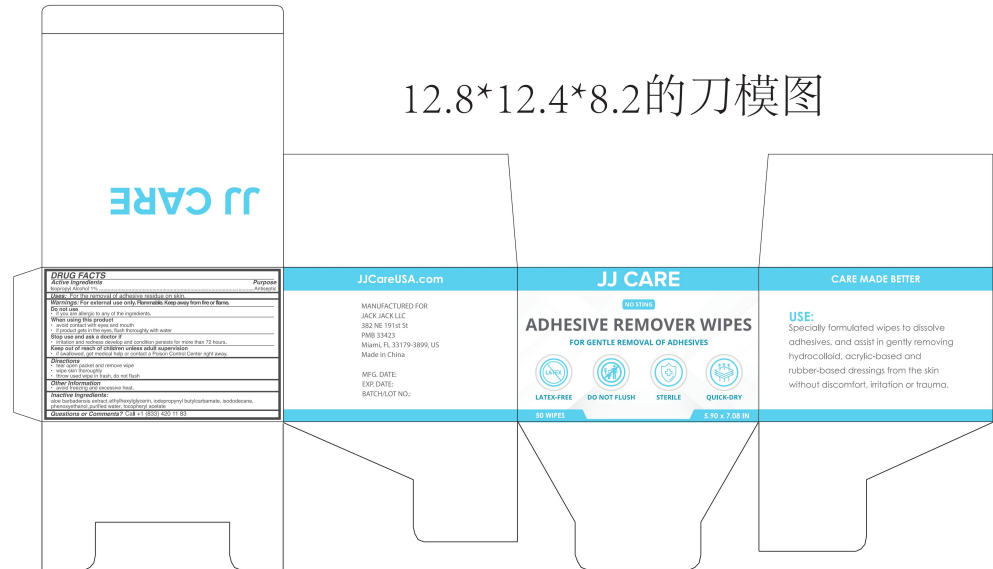 12.8*12.4*8.2的刀模图
JJ CARE
DRUG FACTS
Active Ingredients Purpose
Isopropyl Alcohol 1% Antiseptic
Uses: For the removal of adhesive residue on skin.
Warnings: For external use only. Flammable. Keep away from fire or flame.
Do not use
• if you are allergic to any of the ingredients.
When using this product
• avoid contact with eyes and mouth
• if product gets in the eyes, flush thoroughly with water
Stop use and ask a doctor if
• irritation and redness develop and condition persists for more than 72 hours.
Keep out of reach of children unless adult supervision
• if swallowed, get medical help or contact a Poison Control Center right away.
Directions
• tear open packet and remove wipe
• wipe skin thoroughly
• throw used wipe in trash, do not flush
Other Information
• avoid freezing and excessive heat.
Inactive Ingredients:
aloe barbadensis extract, ethylhexylglycerin, iodopropynyl butylcarbamate, isododecane,
phenoxyethanol, purified water, tocopheryl acetate
Questions or Comments? Call +1 (833) 420 11 83
JJCareUSA.com
MANUFACTURED FOR
JACK JACK LLC
382 NE 191st St
PMB 33423
Miami, FL 33179-3899, US
Made in China
MFG. DATE:
EXP. DATE:
BATCH/LOT NO.:
JJ CARE
NO STING
ADHESIVE REMOVER WIPES
FOR GENTLE REMOVAL OF ADHESIVES
LATEX
LATEX-FREE DO NOT FLUSH STERILE QUICK-DRY
50 WIPES 5.90 x 7.08 IN
CARE MADE BETTER
USE:
Specially formulated wipes to dissolve
adhesives, and assist in gently removing
hydrocolloid, acrylic-based and
rubber-based dressings from the skin
without discomfort, irritation or trauma.